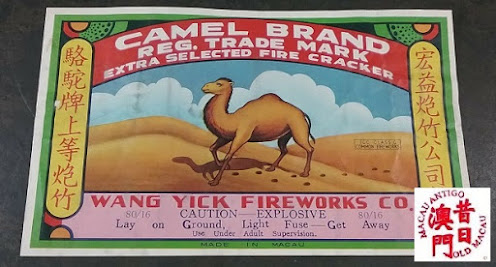 CAMEL BRAND
REG. TRADE MARK
EXTRA SELECTED FIRE CRACKER
駱駝牌上等炮竹
宏益炮竹公司
WANG YICK FIREWORKS CO.
80/16 CAUTION—EXPLOSIVE 80/16
Lay on Ground, Light Fuse—Get Away
Use Under Adult Supervision.
MADE IN MACAU
MACAU ANTIGO
昔日
澳門
OLD MACAU